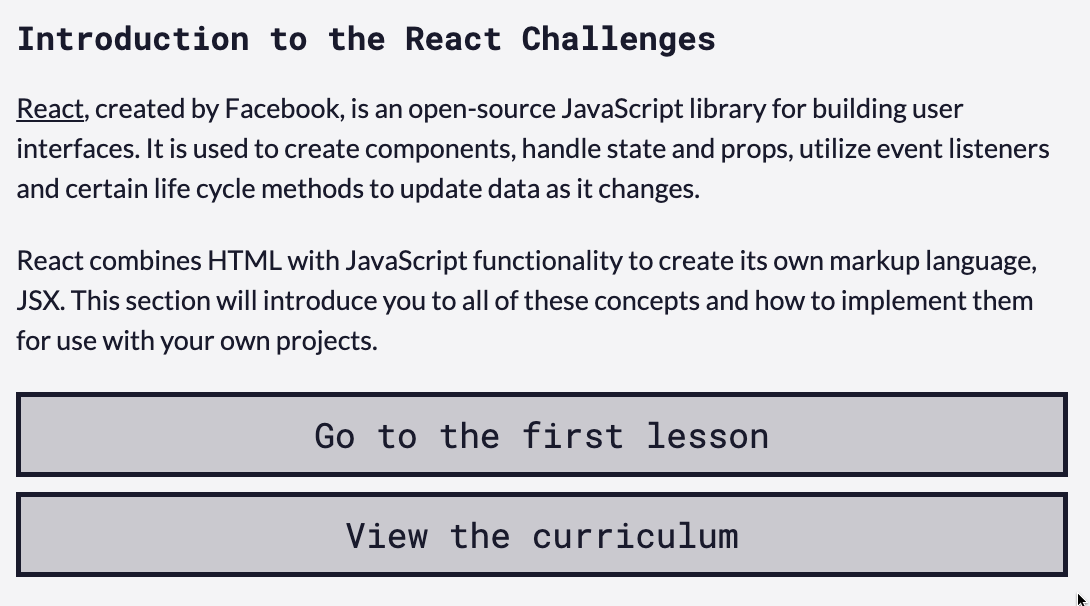 Introduction to the React Challenges
React, created by Facebook, is an open-source JavaScript library for building user
interfaces. It is used to create components, handle state and props, utilize event listeners
and certain life cycle methods to update data as it changes.
React combines HTML with JavaScript functionality to create its own markup language,
JSX. This section will introduce you to all of these concepts and how to implement them
for use with your own projects.
Go to the first lesson
View the curriculum